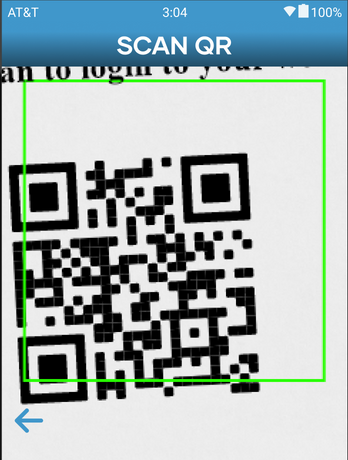 AT&T 3:04 100%
SCAN QR
an to login to your